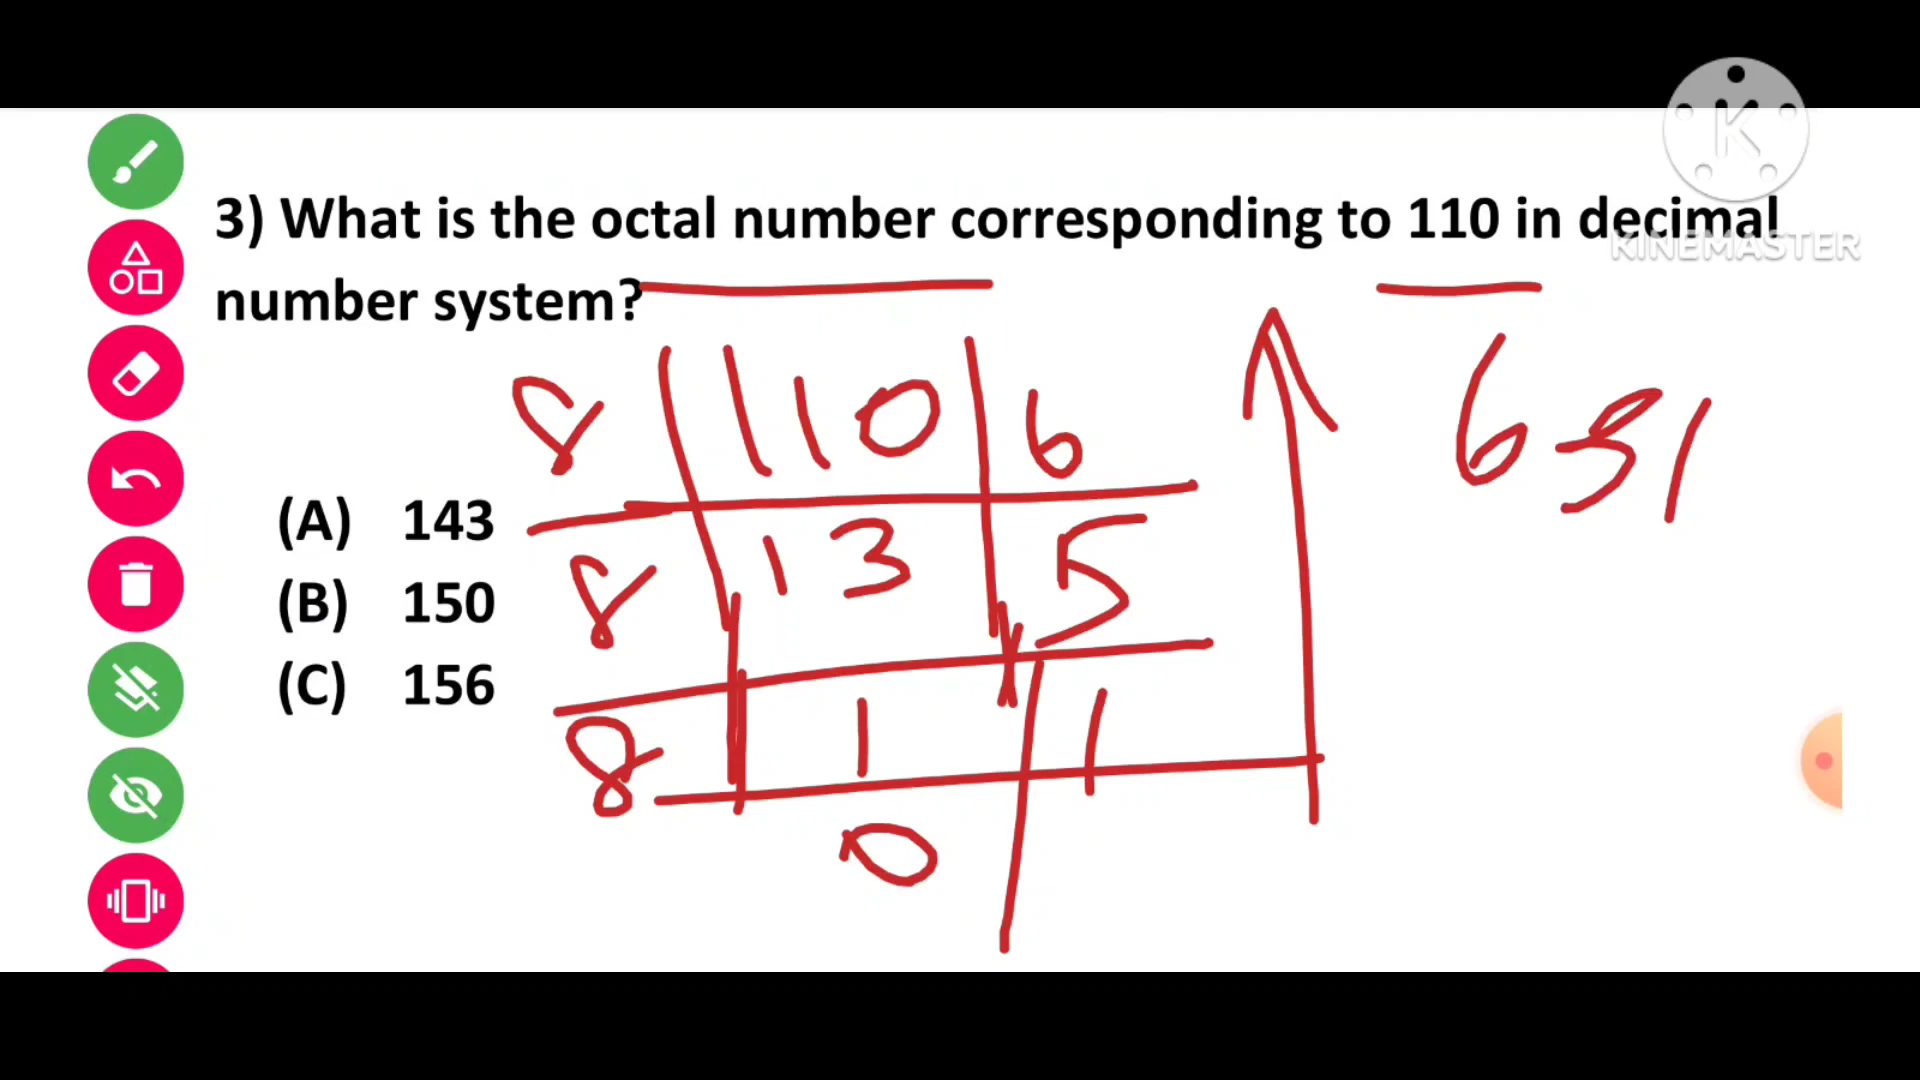 K
KINEMASTER
3) What is the octal number corresponding to 110 in decimal
number system?
8 110 6
651
(A) 143
8 13 5
(B) 150
(C) 156
8 1 1
0